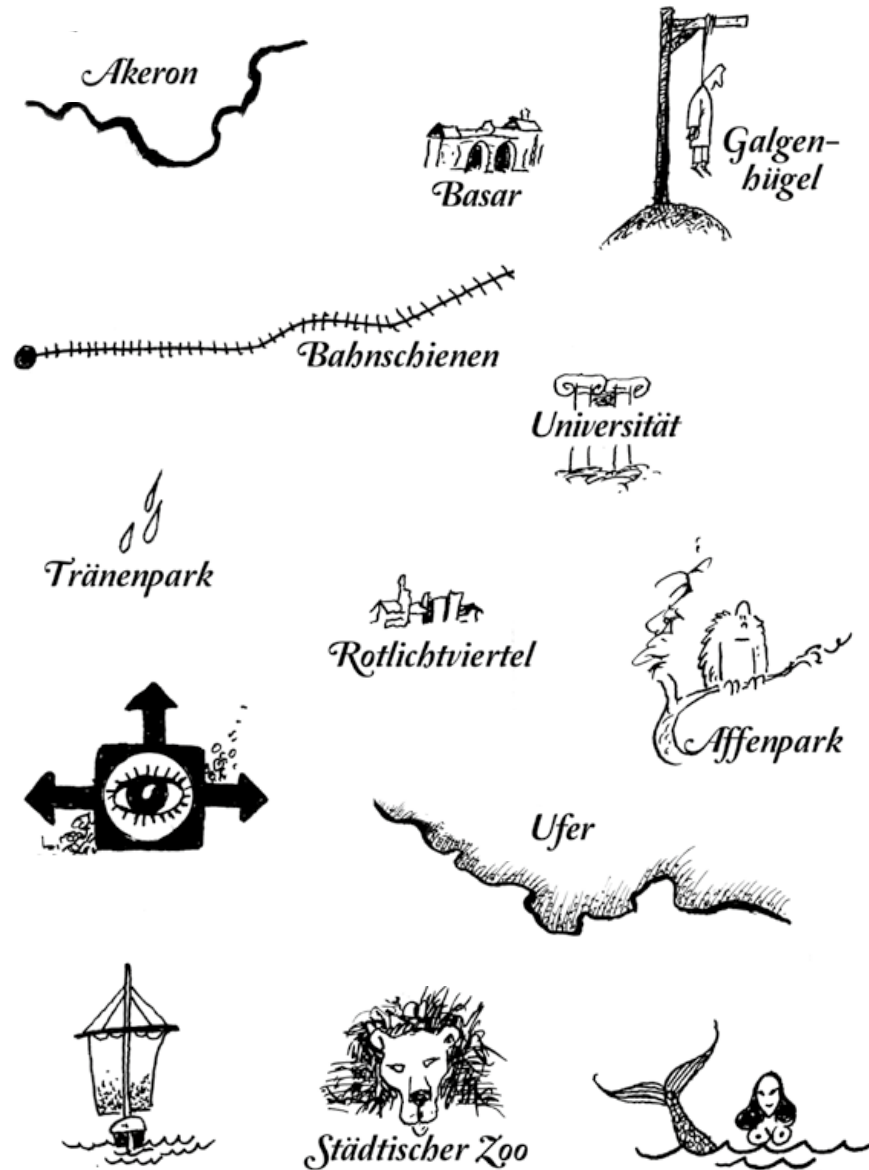 Akeron
Basar
Galgen-
hügel
Bahnschienen
Universität
Tränenpark
Rotlichtviertel
Affenpark
Ufer
Städtischer Zoo